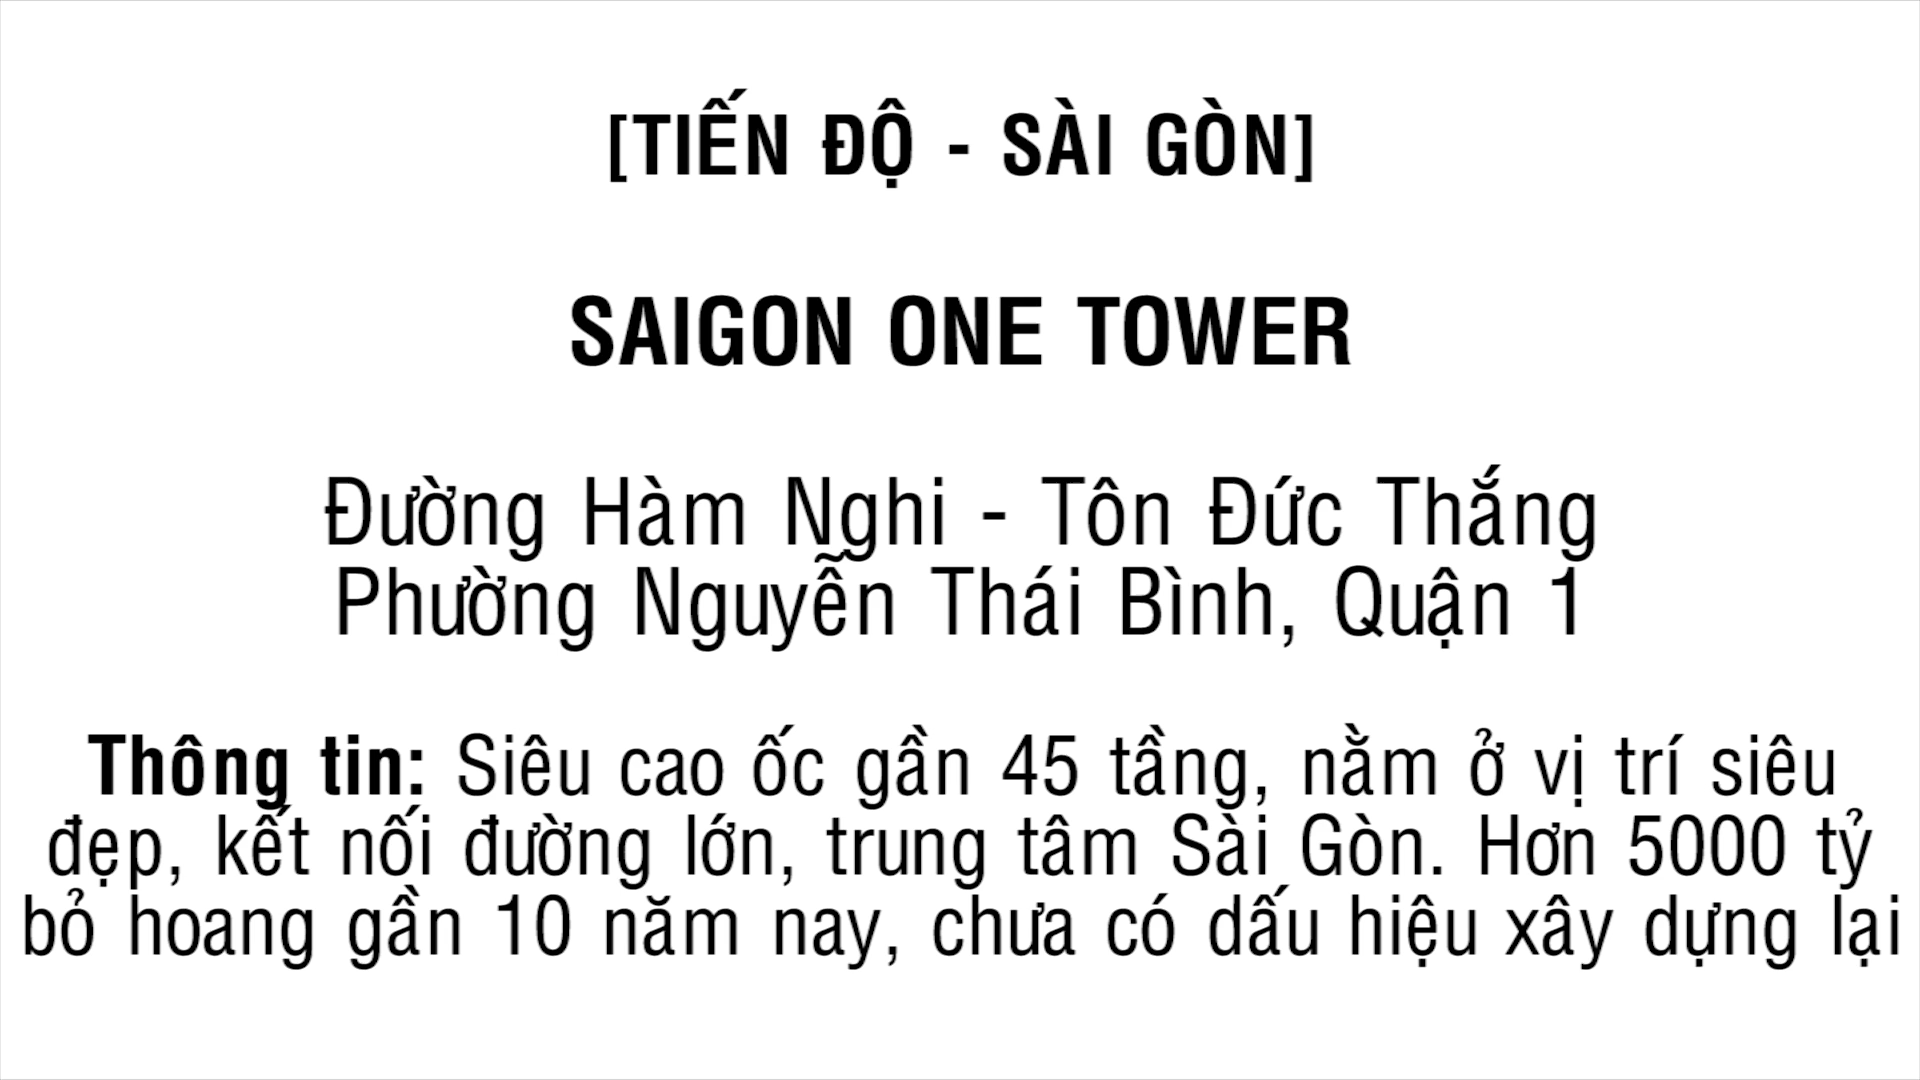 [TIẾN ĐỘ - SÀI GÒN]
SAIGON ONE TOWER
Đường Hàm Nghi - Tôn Đức Thắng
Phường Nguyễn Thái Bình, Quận 1
Thông tin: Siêu cao ốc gần 45 tầng, nằm ở vị trí siêu
đẹp, kết nối đường lớn, trung tâm Sài Gòn. Hơn 5000 tỷ
bỏ hoang gần 10 năm nay, chưa có dấu hiệu xây dựng lại